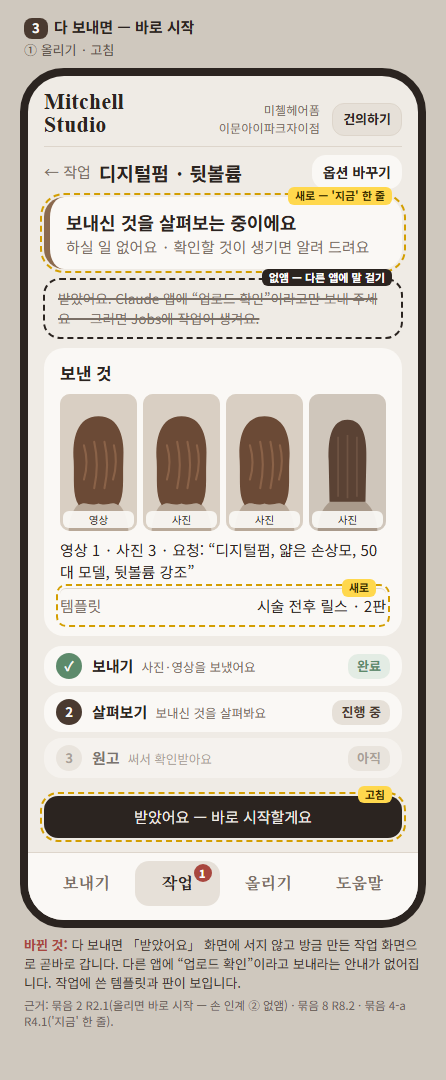 3 다 보내면 — 바로 시작
① 올리기 · 고침
Mitchell
Studio
미쳴헤어폼
이문아이파크자이점
건의하기
← 작업 디지털펌 · 뒷볼륨
옵션 바꾸기
새로 — '지금' 한 줄
보내신 것을 살펴보는 중이에요
하실 일 없어요 · 확인할 것이 생기면 알려 드려요
없앰 — 다른 앱에 말 걸기
받았어요. Claude 앱에 “업로드 확인”이라고만 보내 주세
요 — 그러면 Jobs에 작업이 생겨요.
보낸 것
영상
사진
사진
사진
영상 1 · 사진 3 · 요청: “디지털펌, 얇은 손상모, 50
대 모델, 뒷볼륨 강조”
새로
템플릿
시술 전후 릴스 · 2판
✓ 보내기 사진·영상을 보냈어요 완료
2 살펴보기 보내신 것을 살펴봐요 진행 중
3 원고 써서 확인받아요 아직
고침
받았어요 — 바로 시작할게요
보내기
작업
1
올리기
도움말
바뀐 것: 다 보내면 「받았어요」 화면에 서지 않고 방금 만든 작업 화면으
로 곧바로 갑니다. 다른 앱에 “업로드 확인”이라고 보내라는 안내가 없어집
니다. 작업에 쓴 템플릿과 판이 보입니다.
근거: 묶음 2 R2.1(올리면 바로 시작 — 손 인계 ② 없앰) · 묶음 8 R8.2 · 묶음 4-a
R4.1('지금' 한 줄).